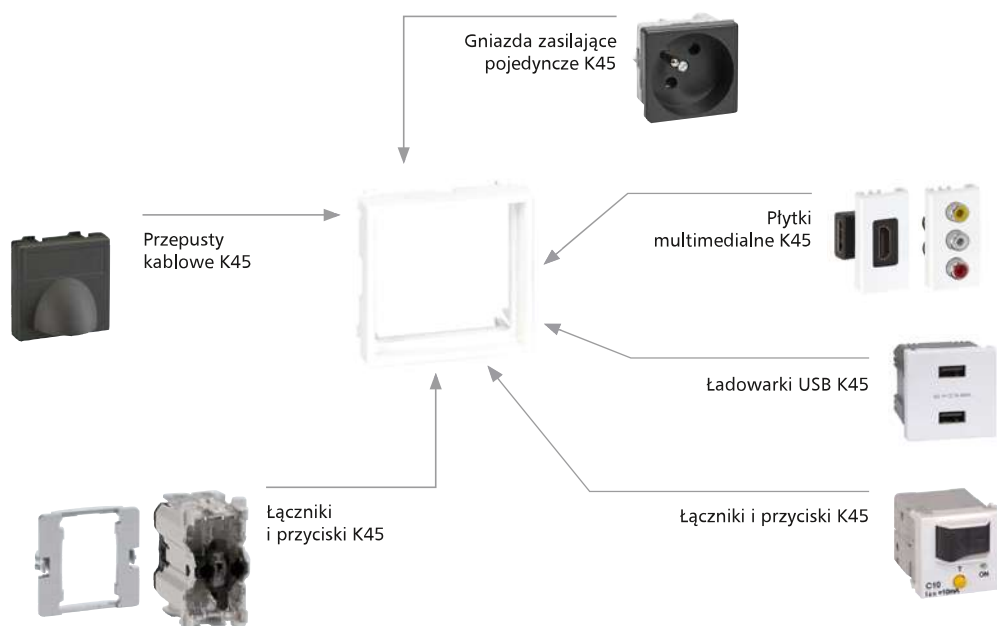 Gniazda zasilające
pojedyncze K45
Przepusty
kablowe K45
Płytki
multimedialne K45
Ładowarki USB K45
Łączniki
i przyciski K45
Łączniki i przyciski K45
T
ON
C10